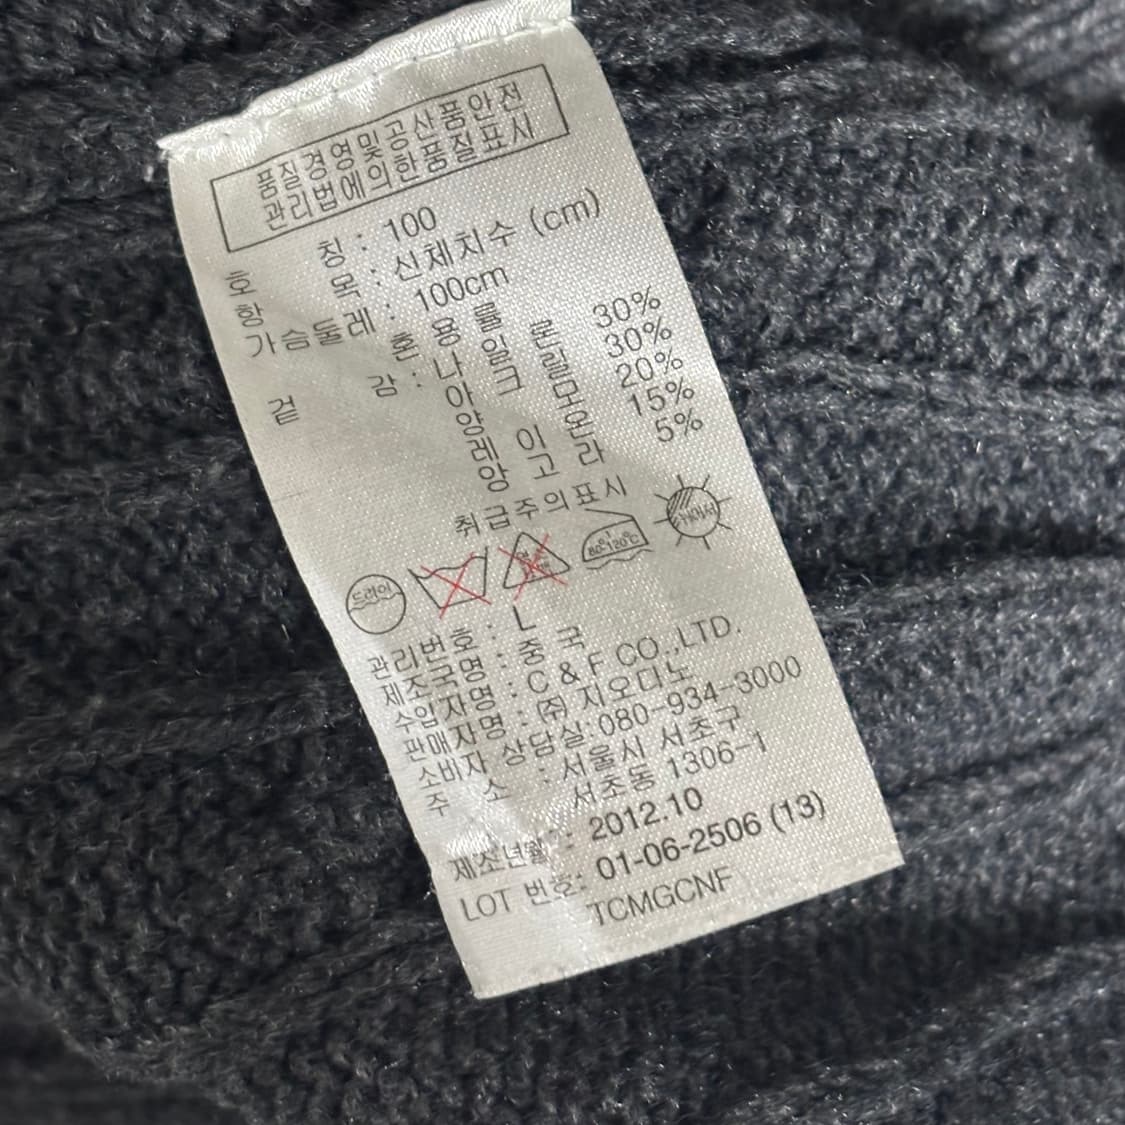 품질경영및공산품안전
관리법에의한품질표시
호 칭 : 100
항 목 : 신체치수 (cm)
가슴둘레 : 100cm
혼 용 률
겉 감 : 나 일 론 30%
아 크 릴 30%
양 모 20%
레 이 온 15%
앙 고 라 5%
취급주의표시
드라이 80~120℃ 뉘어서
관리번호 : L
제조국명 : 중 국
수입자명 : C & F CO.,LTD.
판매자명 : ㈜ 지오디노
소비자 상담실:080-934-3000
주 소 : 서울시 서초구
서초동 1306-1
제조년월 : 2012.10
LOT 번호: 01-06-2506 (13)
TCMGCNF